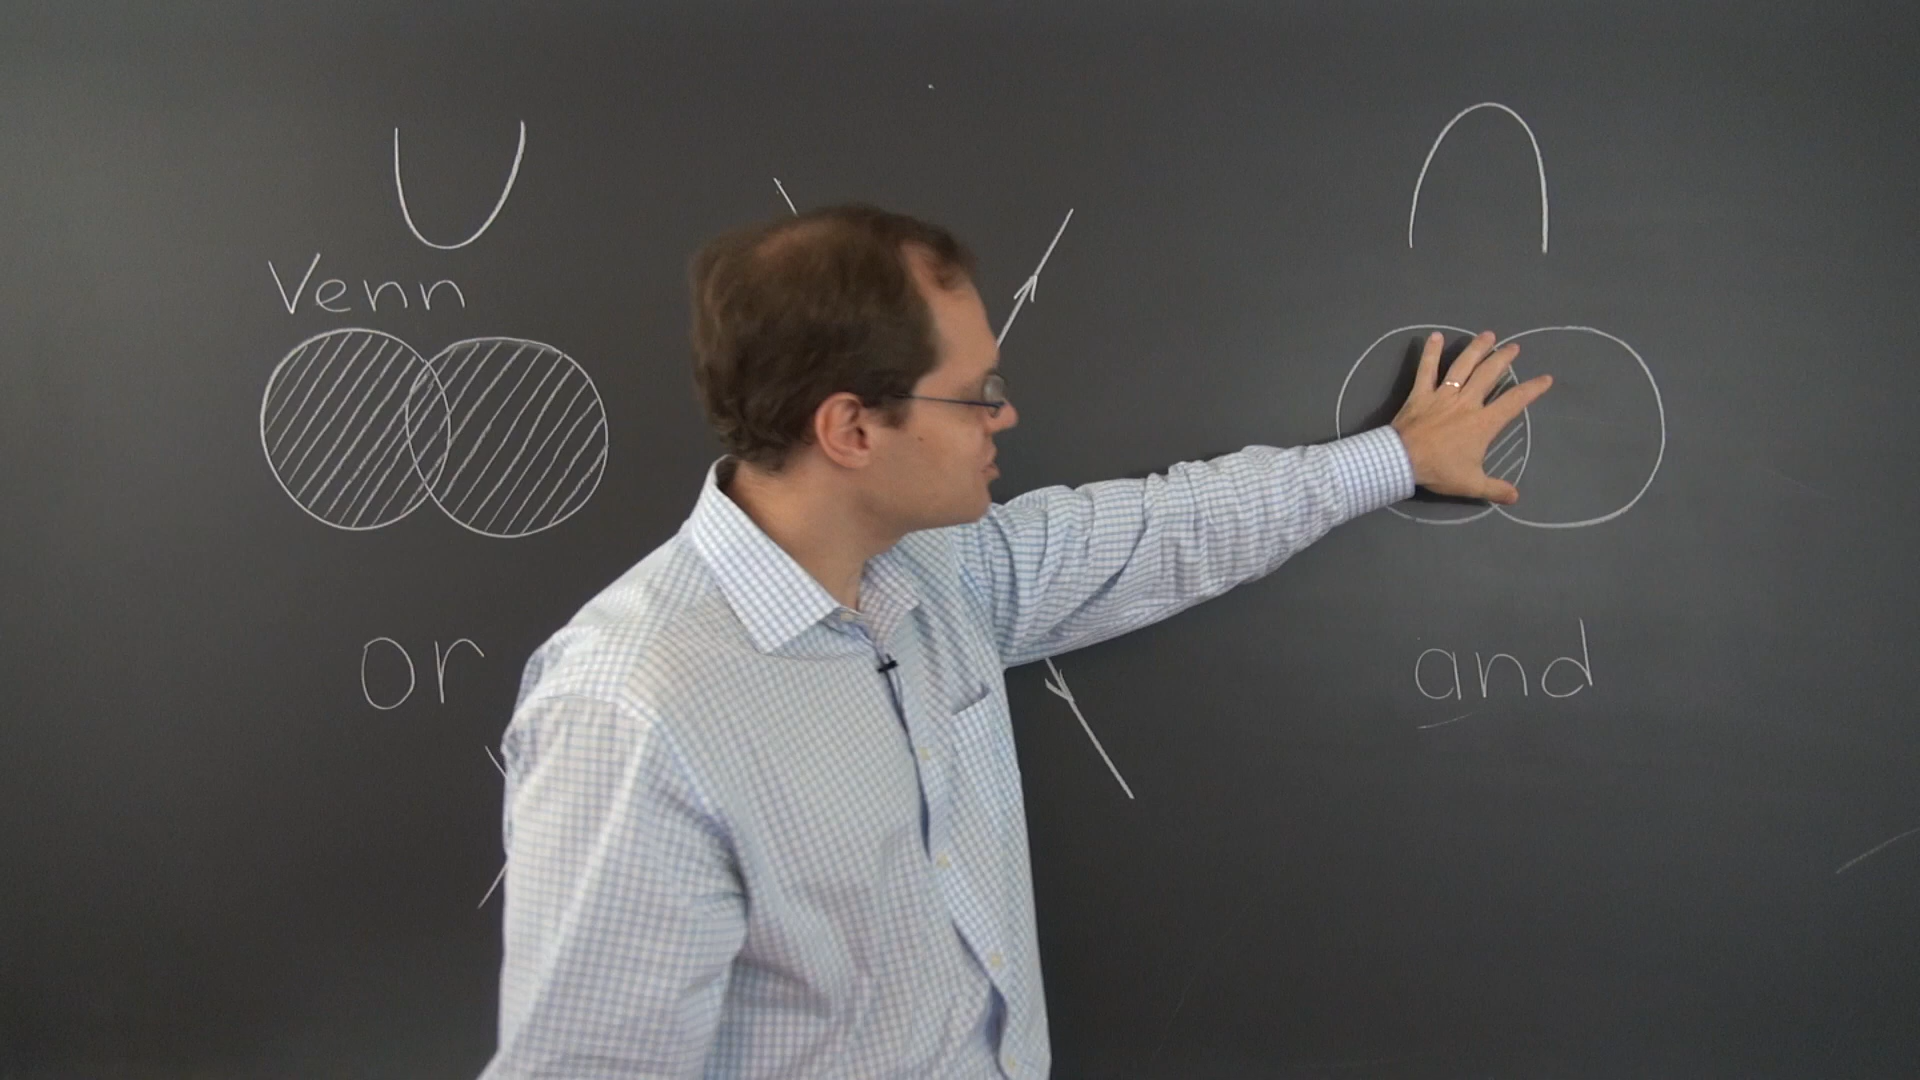 ∪ ∩
Venn
or and